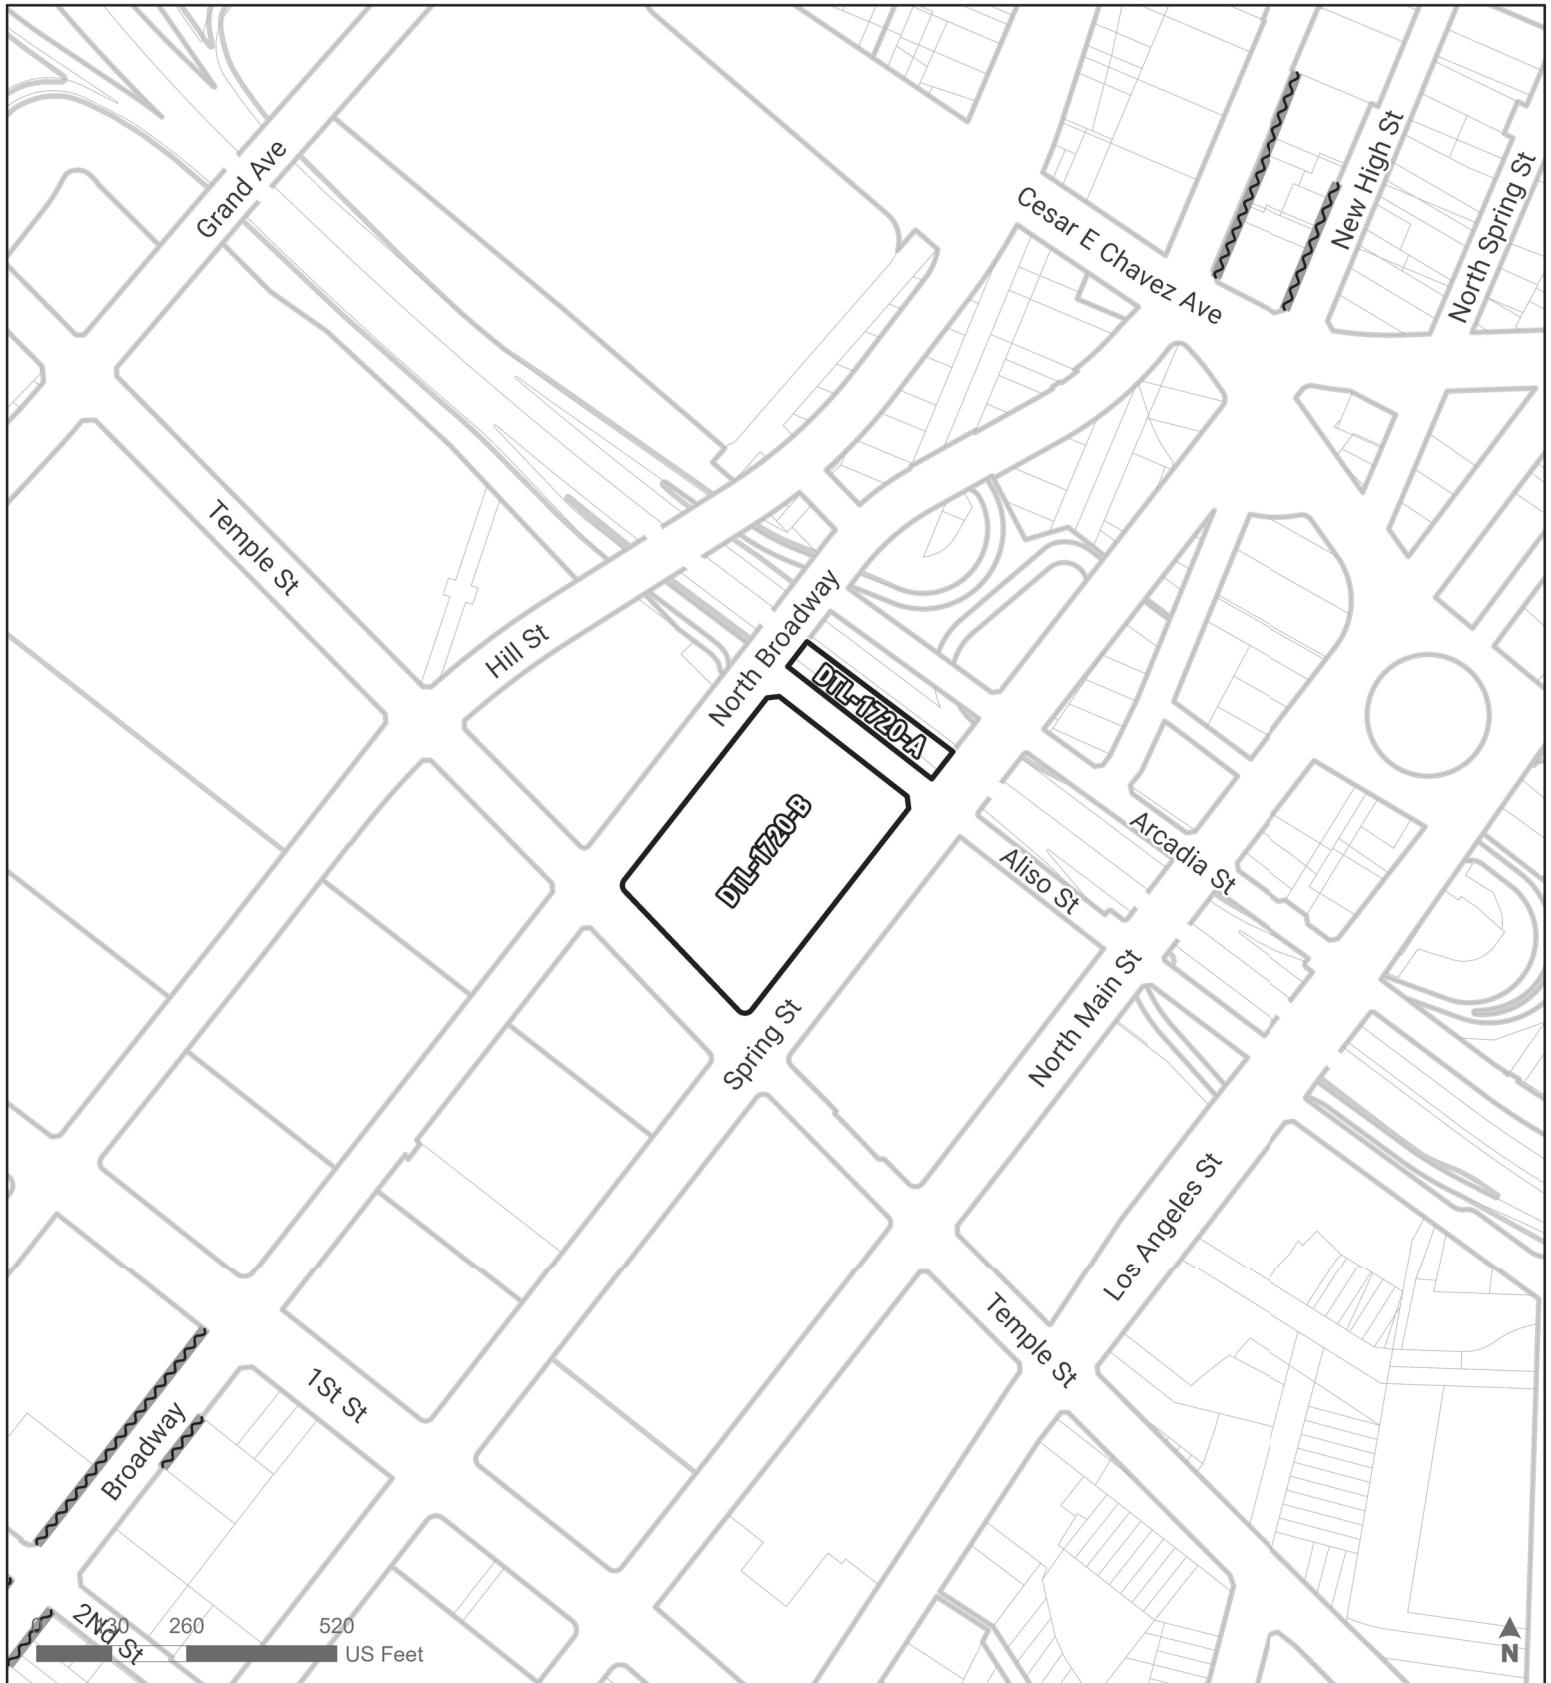 Grand Ave
Cesar E Chavez Ave
New High St
North Spring St
Temple St
Hill St
North Broadway
DTL-1720-A
DTL-1720-B
Arcadia St
Aliso St
North Main St
Spring St
Los Angeles St
Temple St
1St St
Broadway
2Nd St
0 130 260 520
US Feet
N